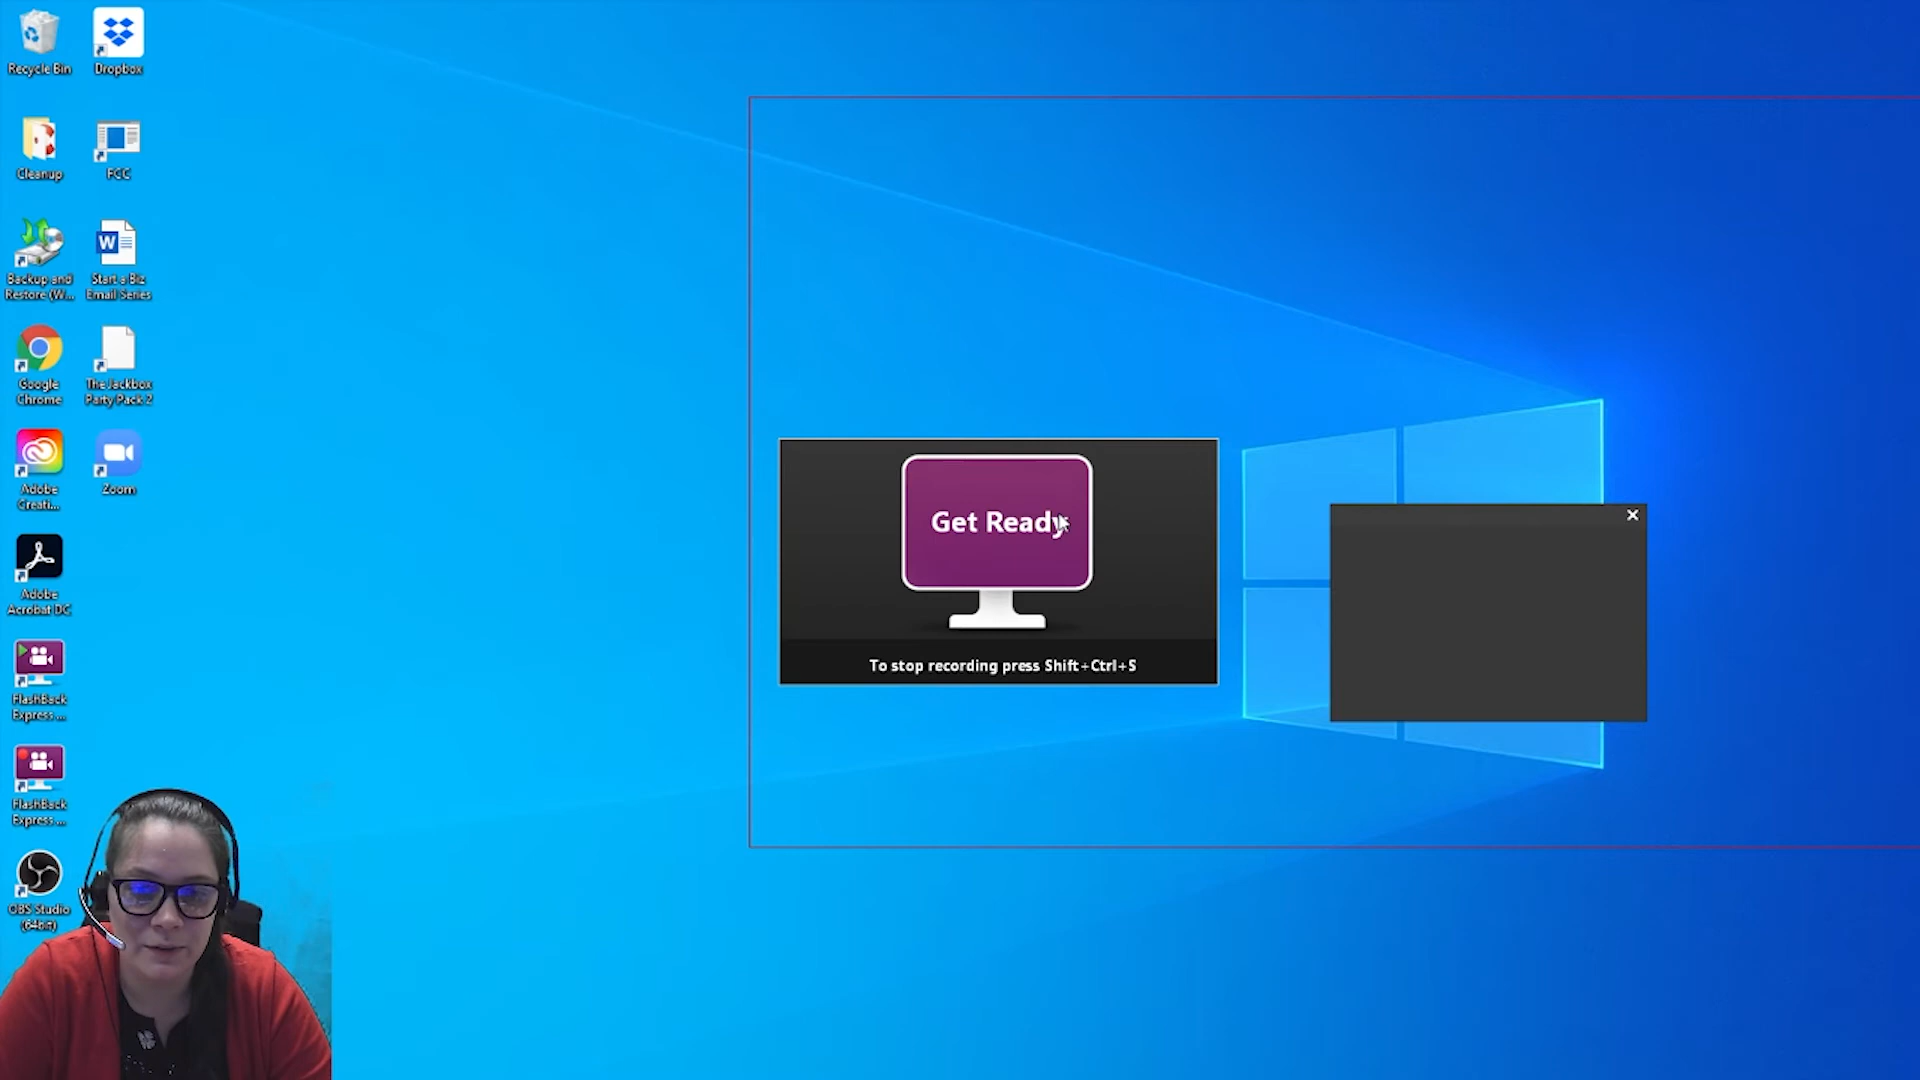 Recycle Bin
Dropbox
Cleanup
FCC
Backup and
Restore (W...
Start a Biz
Email Series
Google
Chrome
The Jackbox
Party Pack 2
Adobe
Creati...
Zoom
Adobe
Acrobat DC
FlashBack
Express ...
FlashBack
Express ...
OBS Studio
(64bit)
W
Get Ready
To stop recording press Shift+Ctrl+S